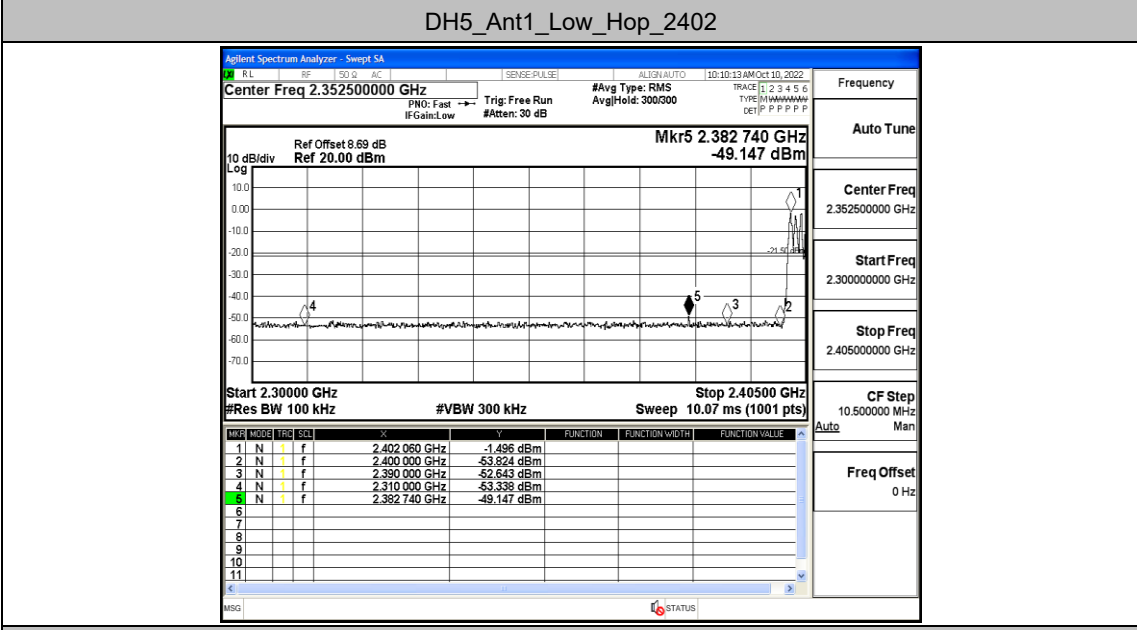 DH5_Ant1_Low_Hop_2402
Agilent Spectrum Analyzer - Swept SA
RL RF 50 Ω AC SENSE:PULSE ALIGNAUTO 10:10:13 AM Oct 10, 2022
Center Freq 2.352500000 GHz
PNO: Fast
IFGain:Low
Trig: Free Run
#Atten: 30 dB
#Avg Type: RMS
Avg|Hold: 300/300
TRACE 1 2 3 4 5 6
TYPE M
DET P P P P P P
Ref Offset 8.69 dB
10 dB/div Ref 20.00 dBm
Log
Mkr5 2.382 740 GHz
-49.147 dBm
10.0
0.00
-10.0
-20.0
-30.0
-40.0
-50.0
-60.0
-70.0
1
-21.50 dBm
4
5
3
2
Start 2.30000 GHz Stop 2.40500 GHz
#Res BW 100 kHz #VBW 300 kHz Sweep 10.07 ms (1001 pts)
MKR MODE TRC SCL X Y FUNCTION FUNCTION WIDTH FUNCTION VALUE
1 N 1 f 2.402 060 GHz -1.496 dBm
2 N 1 f 2.400 000 GHz -53.824 dBm
3 N 1 f 2.390 000 GHz -52.643 dBm
4 N 1 f 2.310 000 GHz -53.338 dBm
5 N 1 f 2.382 740 GHz -49.147 dBm
6
7
8
9
10
11
MSG STATUS
Frequency
Auto Tune
Center Freq
2.352500000 GHz
Start Freq
2.300000000 GHz
Stop Freq
2.405000000 GHz
CF Step
10.500000 MHz
Auto Man
Freq Offset
0 Hz